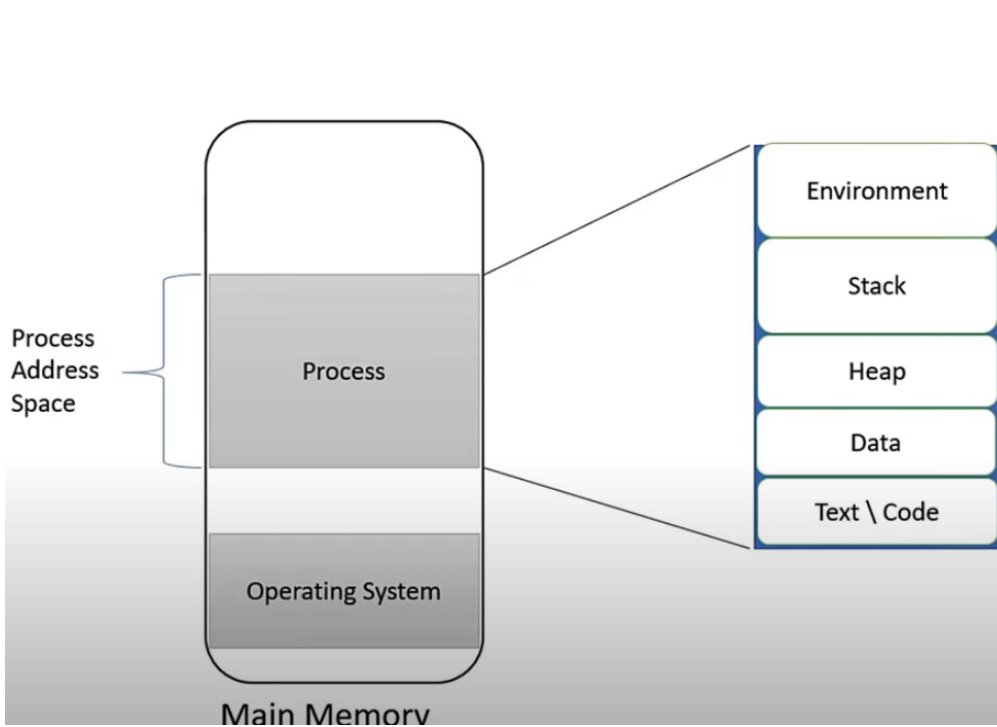 Process
Address
Space
Process
Operating System
Main Memory
Environment
Stack
Heap
Data
Text \ Code